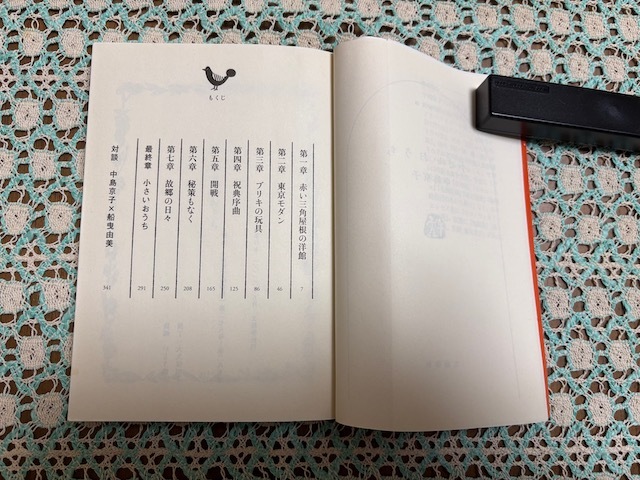 もくじ
第一章 赤い三角屋根の洋館 7
第二章 東京モダン 46
第三章 ブリキの玩具 86
第四章 祝典序曲 125
第五章 開戦 165
第六章 秘策もなく 208
第七章 故郷の日々 250
最終章 小さいおうち 291
対談 中島京子×船曳由美 341